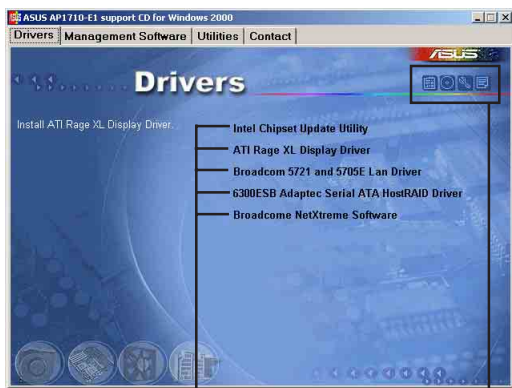 ASUS AP1710-E1 support CD for Windows 2000
Drivers Management Software Utilities Contact
ASUS
Drivers
Install ATI Rage XL Display Driver.
Intel Chipset Update Utility
ATI Rage XL Display Driver
Broadcom 5721 and 5705E Lan Driver
6300ESB Adaptec Serial ATA HostRAID Driver
Broadcome NetXtreme Software